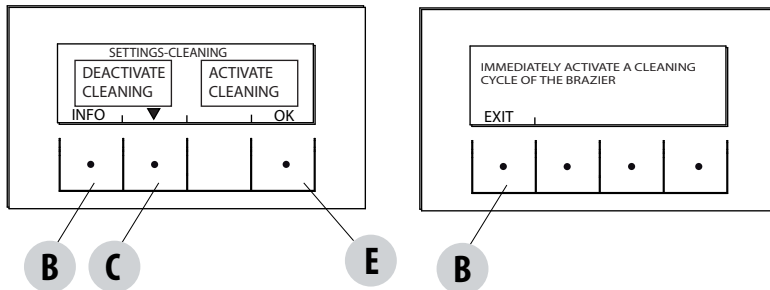 SETTINGS-CLEANING
DEACTIVATE
CLEANING
ACTIVATE
CLEANING
INFO OK
B C E
IMMEDIATELY ACTIVATE A CLEANING
CYCLE OF THE BRAZIER
EXIT
B